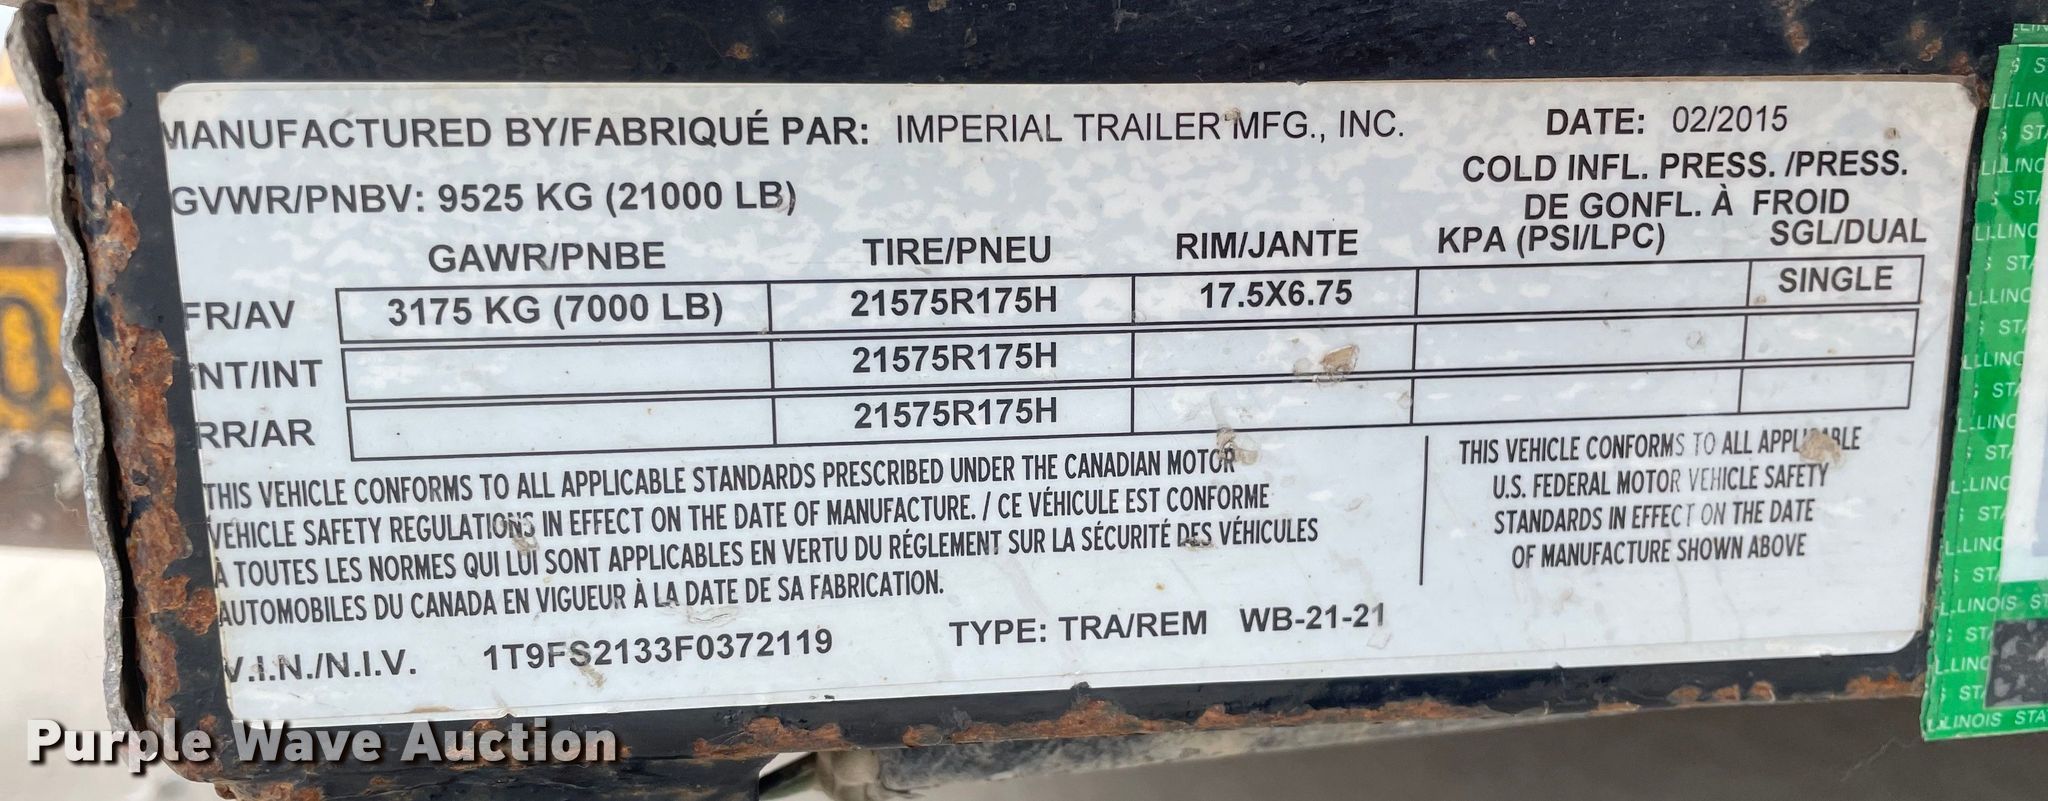 MANUFACTURED BY/FABRIQUÉ PAR: IMPERIAL TRAILER MFG., INC. DATE: 02/2015
GVWR/PNBV: 9525 KG (21000 LB)
COLD INFL. PRESS. /PRESS.
DE GONFL. À FROID
GAWR/PNBE TIRE/PNEU RIM/JANTE KPA (PSI/LPC) SGL/DUAL
FR/AV 3175 KG (7000 LB) 21575R175H 17.5X6.75 SINGLE
INT/INT 21575R175H
RR/AR 21575R175H
THIS VEHICLE CONFORMS TO ALL APPLICABLE STANDARDS PRESCRIBED UNDER THE CANADIAN MOTOR
VEHICLE SAFETY REGULATIONS IN EFFECT ON THE DATE OF MANUFACTURE. / CE VÉHICULE EST CONFORME
À TOUTES LES NORMES QUI LUI SONT APPLICABLES EN VERTU DU RÉGLEMENT SUR LA SÉCURITÉ DES VÉHICULES
AUTOMOBILES DU CANADA EN VIGUEUR À LA DATE DE SA FABRICATION.
THIS VEHICLE CONFORMS TO ALL APPLICABLE
U.S. FEDERAL MOTOR VEHICLE SAFETY
STANDARDS IN EFFECT ON THE DATE
OF MANUFACTURE SHOWN ABOVE
V.I.N./N.I.V. 1T9FS2133F0372119 TYPE: TRA/REM WB-21-21
ILLINOIS STA
Purple Wave Auction